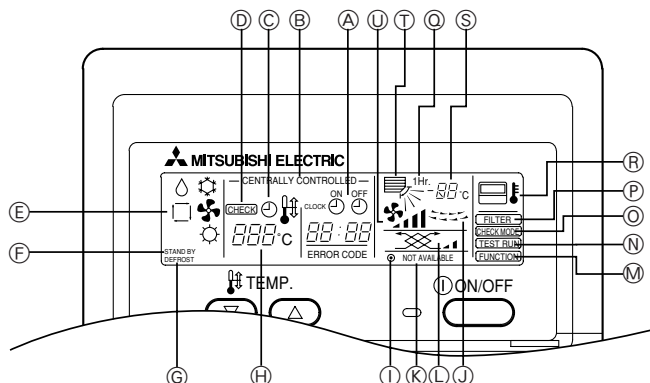 Ⓓ Ⓒ Ⓑ Ⓐ Ⓤ Ⓣ Ⓠ Ⓢ
MITSUBISHI ELECTRIC
CENTRALLY CONTROLLED
1Hr.
ON OFF
CLOCK
CHECK
88 °C
Ⓡ
Ⓟ
FILTER
Ⓔ
Ⓞ
CHECK MODE
888 °C
88:88
Ⓝ
TEST RUN
Ⓕ
STAND BY
DEFROST
ERROR CODE
NOT AVAILABLE
FUNCTION
Ⓜ
TEMP.
Ⓘ ON/OFF
Ⓖ Ⓗ Ⓘ Ⓚ Ⓛ Ⓙ